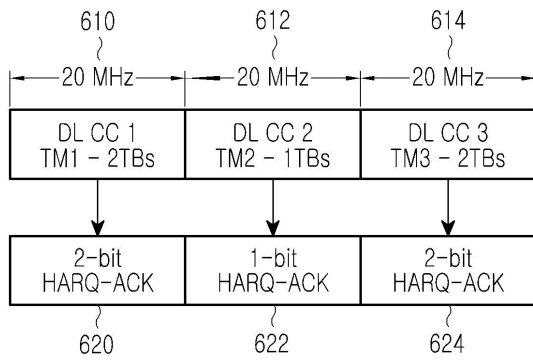 610 612 614
20 MHz 20 MHz 20 MHz
DL CC 1 DL CC 2 DL CC 3
TM1 - 2TBs TM2 - 1TBs TM3 - 2TBs
2-bit 1-bit 2-bit
HARQ-ACK HARQ-ACK HARQ-ACK
620 622 624